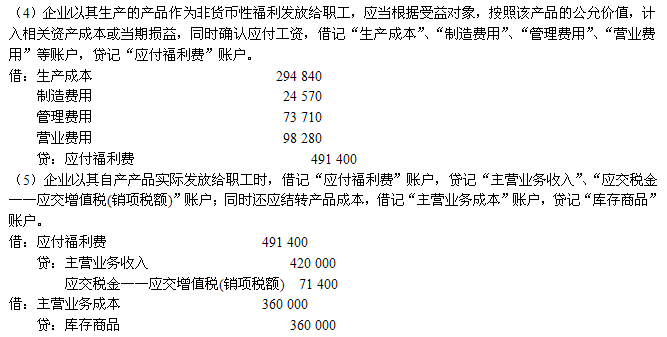 （4）企业以其生产的产品作为非货币性福利发放给职工，应当根据受益对象，按照该产品的公允价值，计
入相关资产成本或当期损益，同时确认应付工资，借记“生产成本”、“制造费用”、“管理费用”、“营业费
用”等账户，贷记“应付福利费”账户。
借：生产成本 294 840
制造费用 24 570
管理费用 73 710
营业费用 98 280
贷：应付福利费 491 400
（5）企业以其自产产品实际发放给职工时，借记“应付福利费”账户，贷记“主营业务收入”、“应交税金
一一应交增值税(销项税额)”账户；同时还应结转产品成本，借记“主营业务成本”账户，贷记“库存商品”
账户。
借：应付福利费 491 400
贷：主营业务收入 420 000
应交税金一一应交增值税(销项税额) 71 400
借：主营业务成本 360 000
贷：库存商品 360 000